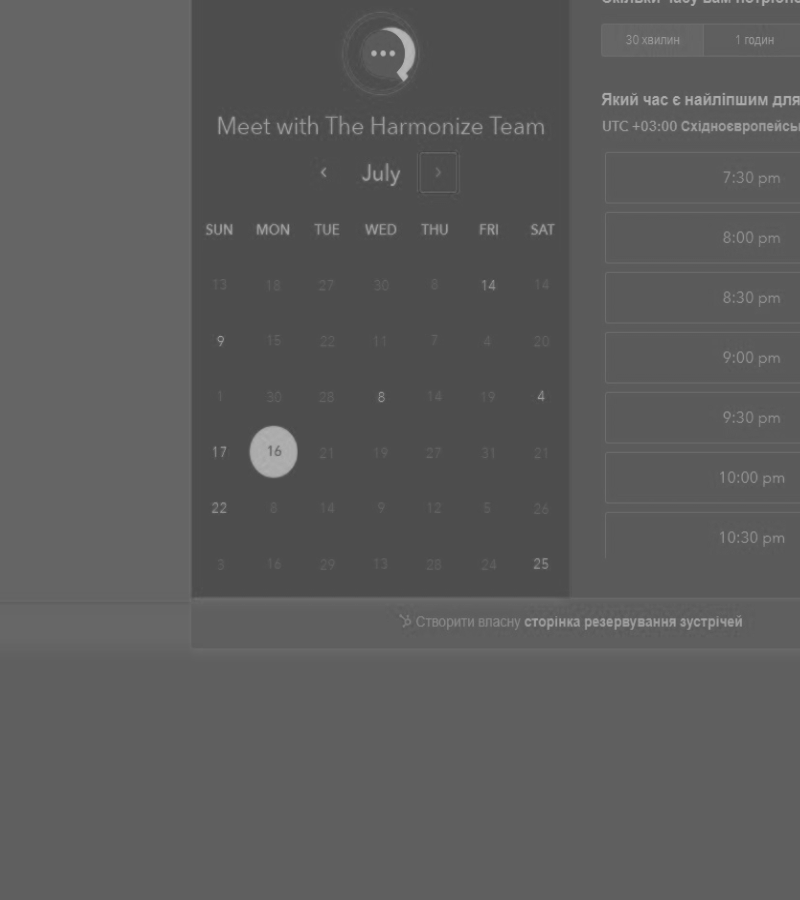 Скільки часу вам
30 хвилин 1 годин
Meet with The Harmonize Team
Який час є найліпшим для
July
UTC +03:00
7:30 pm
SUN MON TUE WED THU FRI SAT
8:00 pm
13 18 27 30 8 14 14
8:30 pm
9 15 22 11 7 4 20
9:00 pm
1 30 28 8 14 19 4
9:30 pm
17 16 21 19 27 31 21
10:00 pm
22 8 14 9 12 5 26
10:30 pm
3 16 29 13 28 24 25
Створити власну сторінка резервування зустрічей